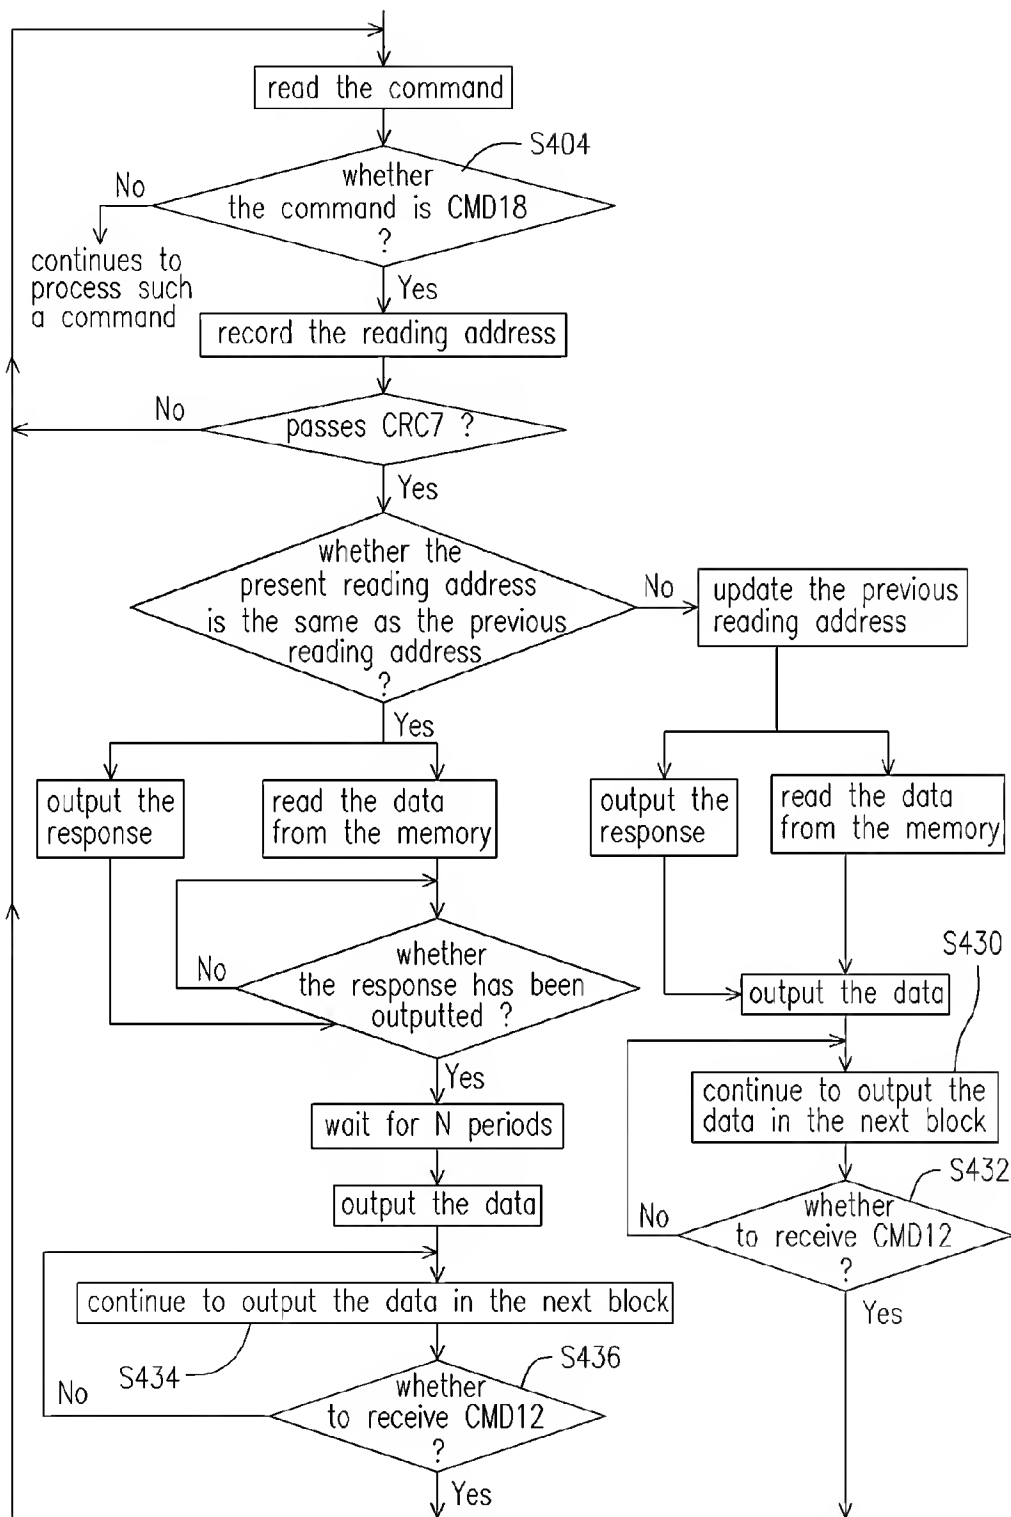 read the command
S404
whether
the command is CMD18
?
No
continues to
process such
a command
Yes
record the reading address
No
passes CRC7 ?
Yes
whether the
present reading address
is the same as the previous
reading address
?
No
update the previous
reading address
Yes
output the
response
read the data
from the memory
output the
response
read the data
from the memory
whether
the response has been
outputted ?
No
Yes
S430
output the data
continue to output the
data in the next block
wait for N periods
output the data
S432
whether
to receive CMD12
?
No
Yes
continue to output the data in the next block
S434
S436
whether
to receive CMD12
?
No
Yes